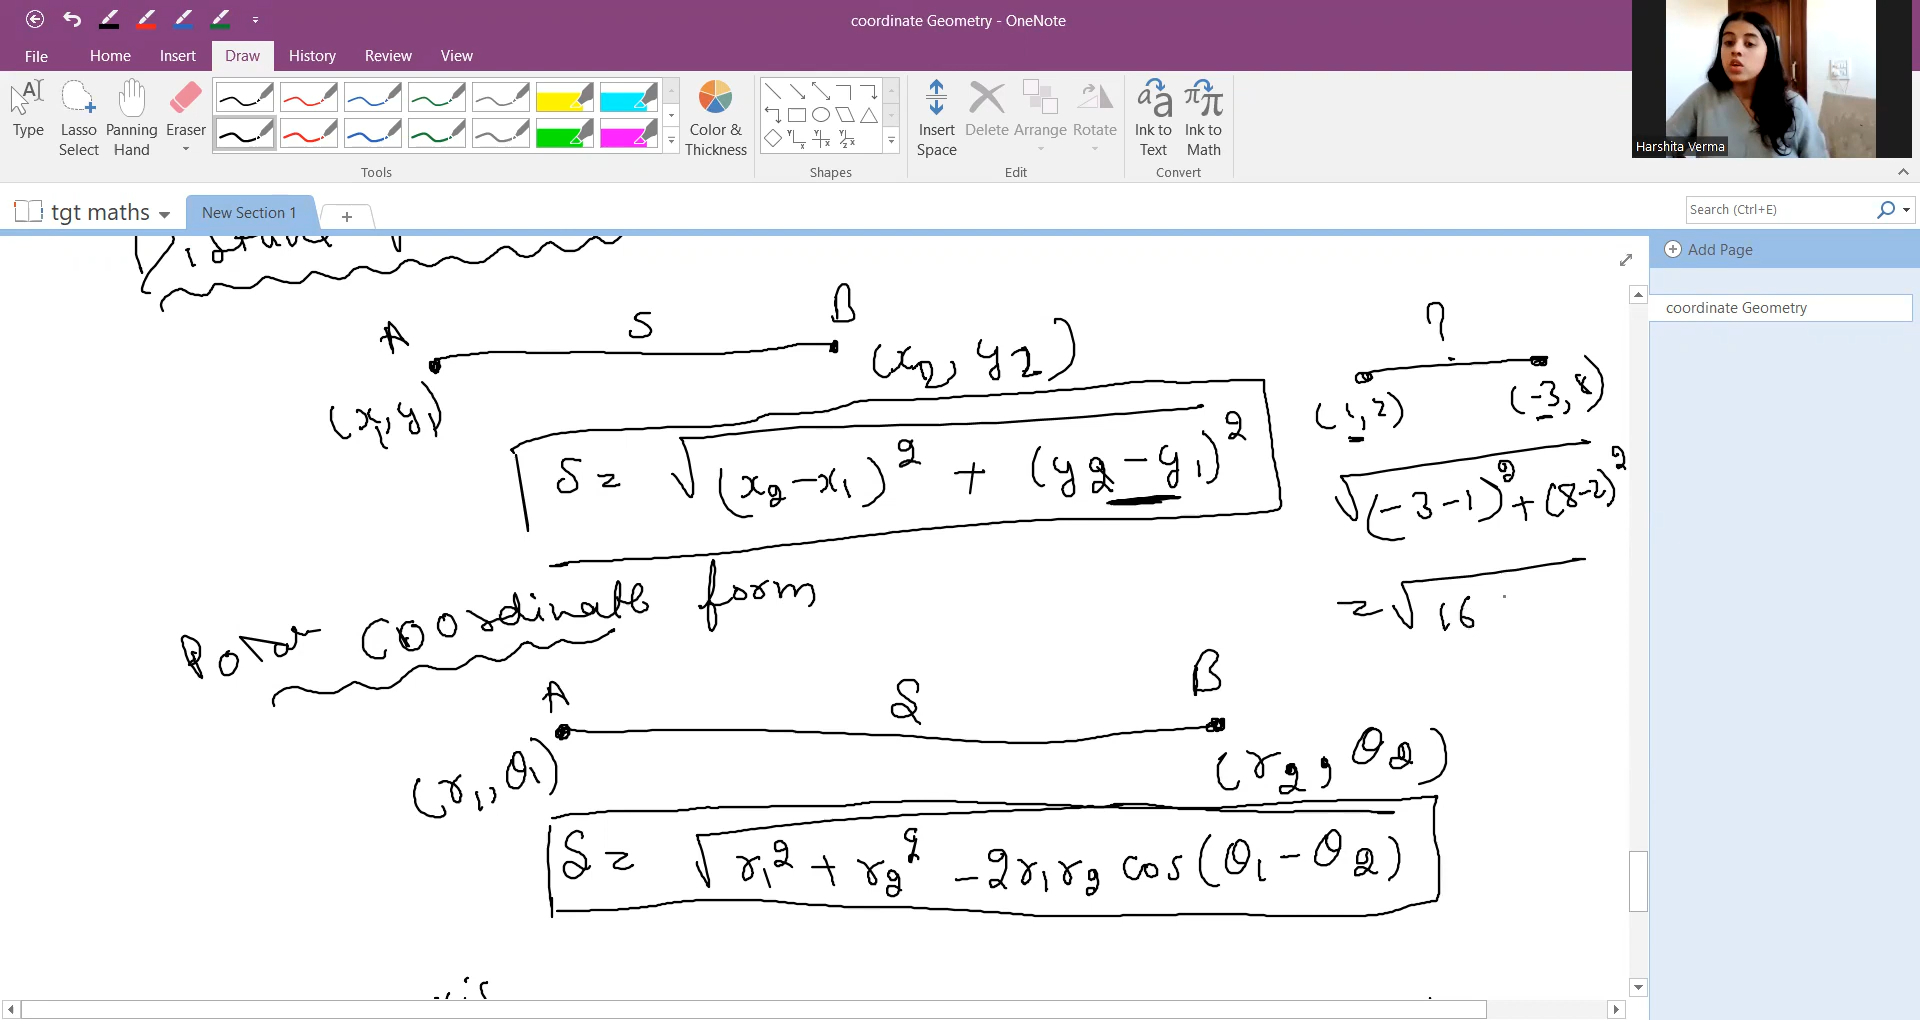 coordinate Geometry - OneNote
File Home Insert Draw History Review View
Type
Lasso Select
Panning Hand
Eraser
Color & Thickness
Insert Space
Delete
Arrange
Rotate
Ink to Text
Ink to Math
Tools
Shapes
Edit
Convert
Harshita Verma
tgt maths
New Section 1
Search (Ctrl+E)
Add Page
coordinate Geometry
A S B
(x₁, y₁)
(x₂, y₂)
S = √(x₂-x₁)² + (y₂-y₁)²
?
(1, 2) (-3, 8)
√(-3-1)² + (8-2)²
= √16
Polar Coordinate form
A S B
(r₁, θ₁) (r₂, θ₂)
S = √r₁² + r₂² - 2r₁r₂ cos(θ₁-θ₂)